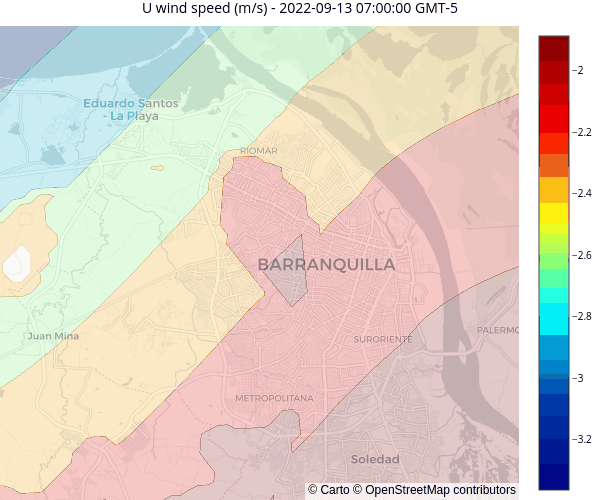 U wind speed (m/s) - 2022-09-13 07:00:00 GMT-5
Eduardo Santos
- La Playa
RIOMAR
BARRANQUILLA
Juan Mina
SURORIENTE
PALERMO
METROPOLITANA
Soledad
© Carto © OpenStreetMap contributors
−2
−2.2
−2.4
−2.6
−2.8
−3
−3.2